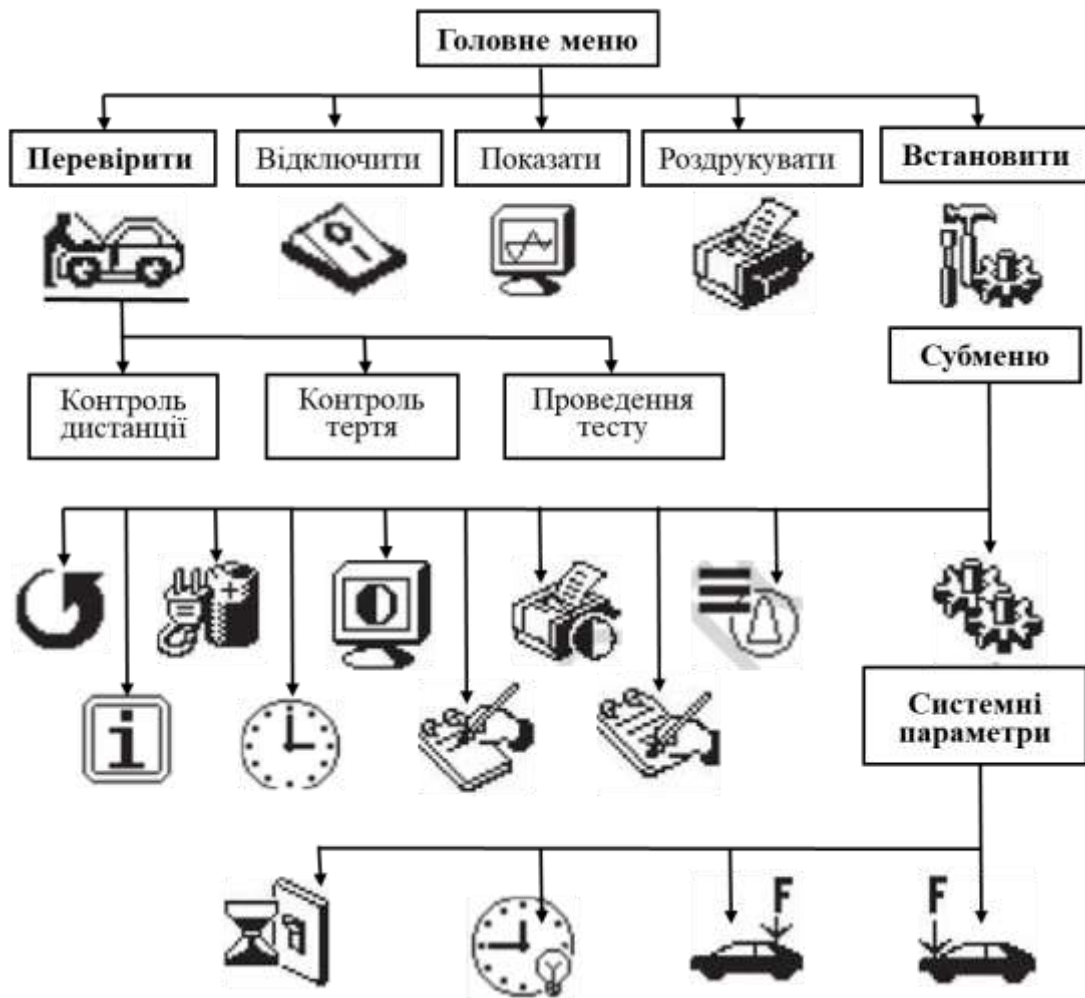 Головне меню
Перевірити
Відключити
Показати
Роздрукувати
Встановити
Субменю
Контроль
дистанції
Контроль
тертя
Проведення
тесту
i
Системні
параметри
F
F